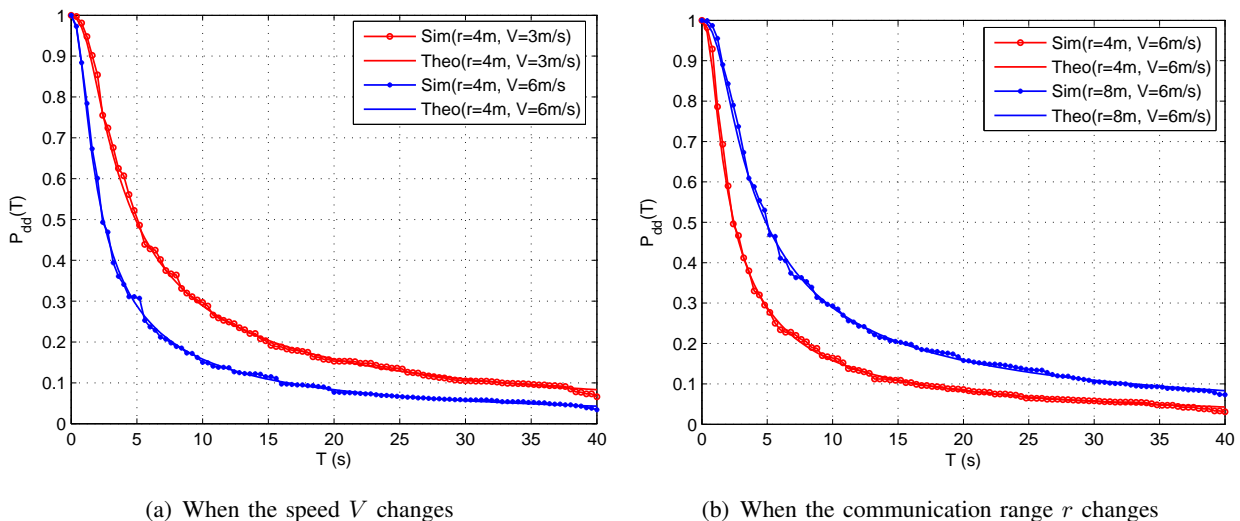 1
0.9
0.8
0.7
0.6
0.5
0.4
0.3
0.2
0.1
0
P_dd(T)
0 5 10 15 20 25 30 35 40
T (s)
Sim(r=4m, V=3m/s)
Theo(r=4m, V=3m/s)
Sim(r=4m, V=6m/s
Theo(r=4m, V=6m/s)
(a) When the speed V changes
1
0.9
0.8
0.7
0.6
0.5
0.4
0.3
0.2
0.1
0
P_dd(T)
0 5 10 15 20 25 30 35 40
T (s)
Sim(r=4m, V=6m/s)
Theo(r=4m, V=6m/s)
Sim(r=8m, V=6m/s)
Theo(r=8m, V=6m/s)
(b) When the communication range r changes